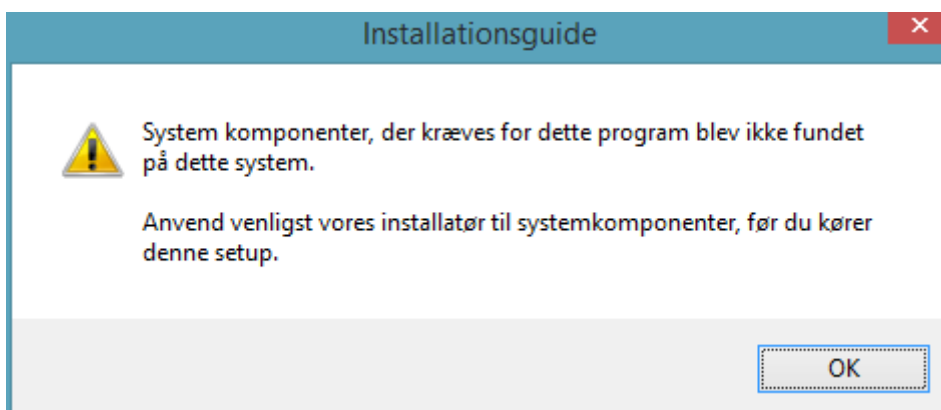 Installationsguide
System komponenter, der kræves for dette program blev ikke fundet
på dette system.
Anvend venligst vores installatør til systemkomponenter, før du kører
denne setup.
OK